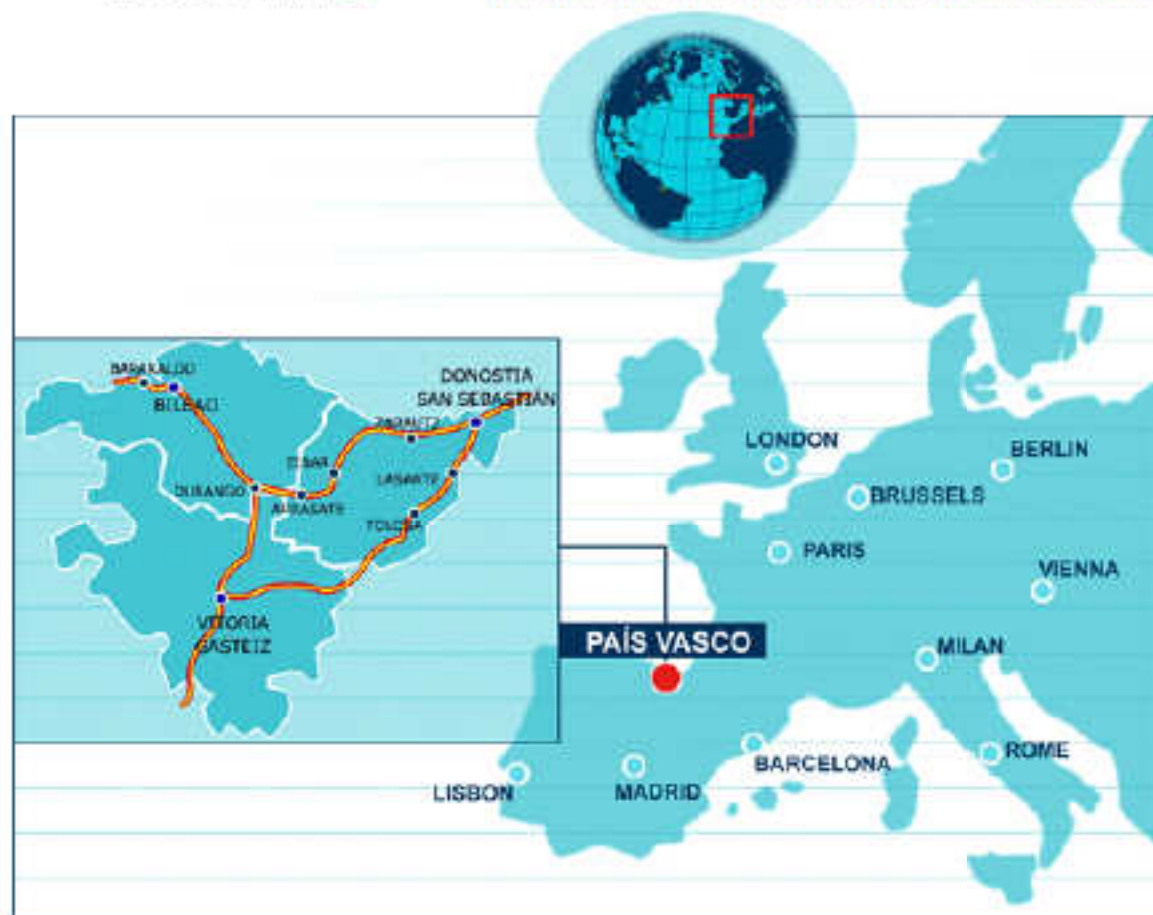 BARAKALDO
BILBAO
DONOSTIA
SAN SEBASTIÁN
ZARAUTZ
EIBAR
LASARTE
DURANGO
ARRASATE
TOLOSA
VITORIA
GASTEIZ
PAÍS VASCO
LONDON
BERLIN
BRUSSELS
PARIS
VIENNA
MILAN
ROME
BARCELONA
MADRID
LISBON